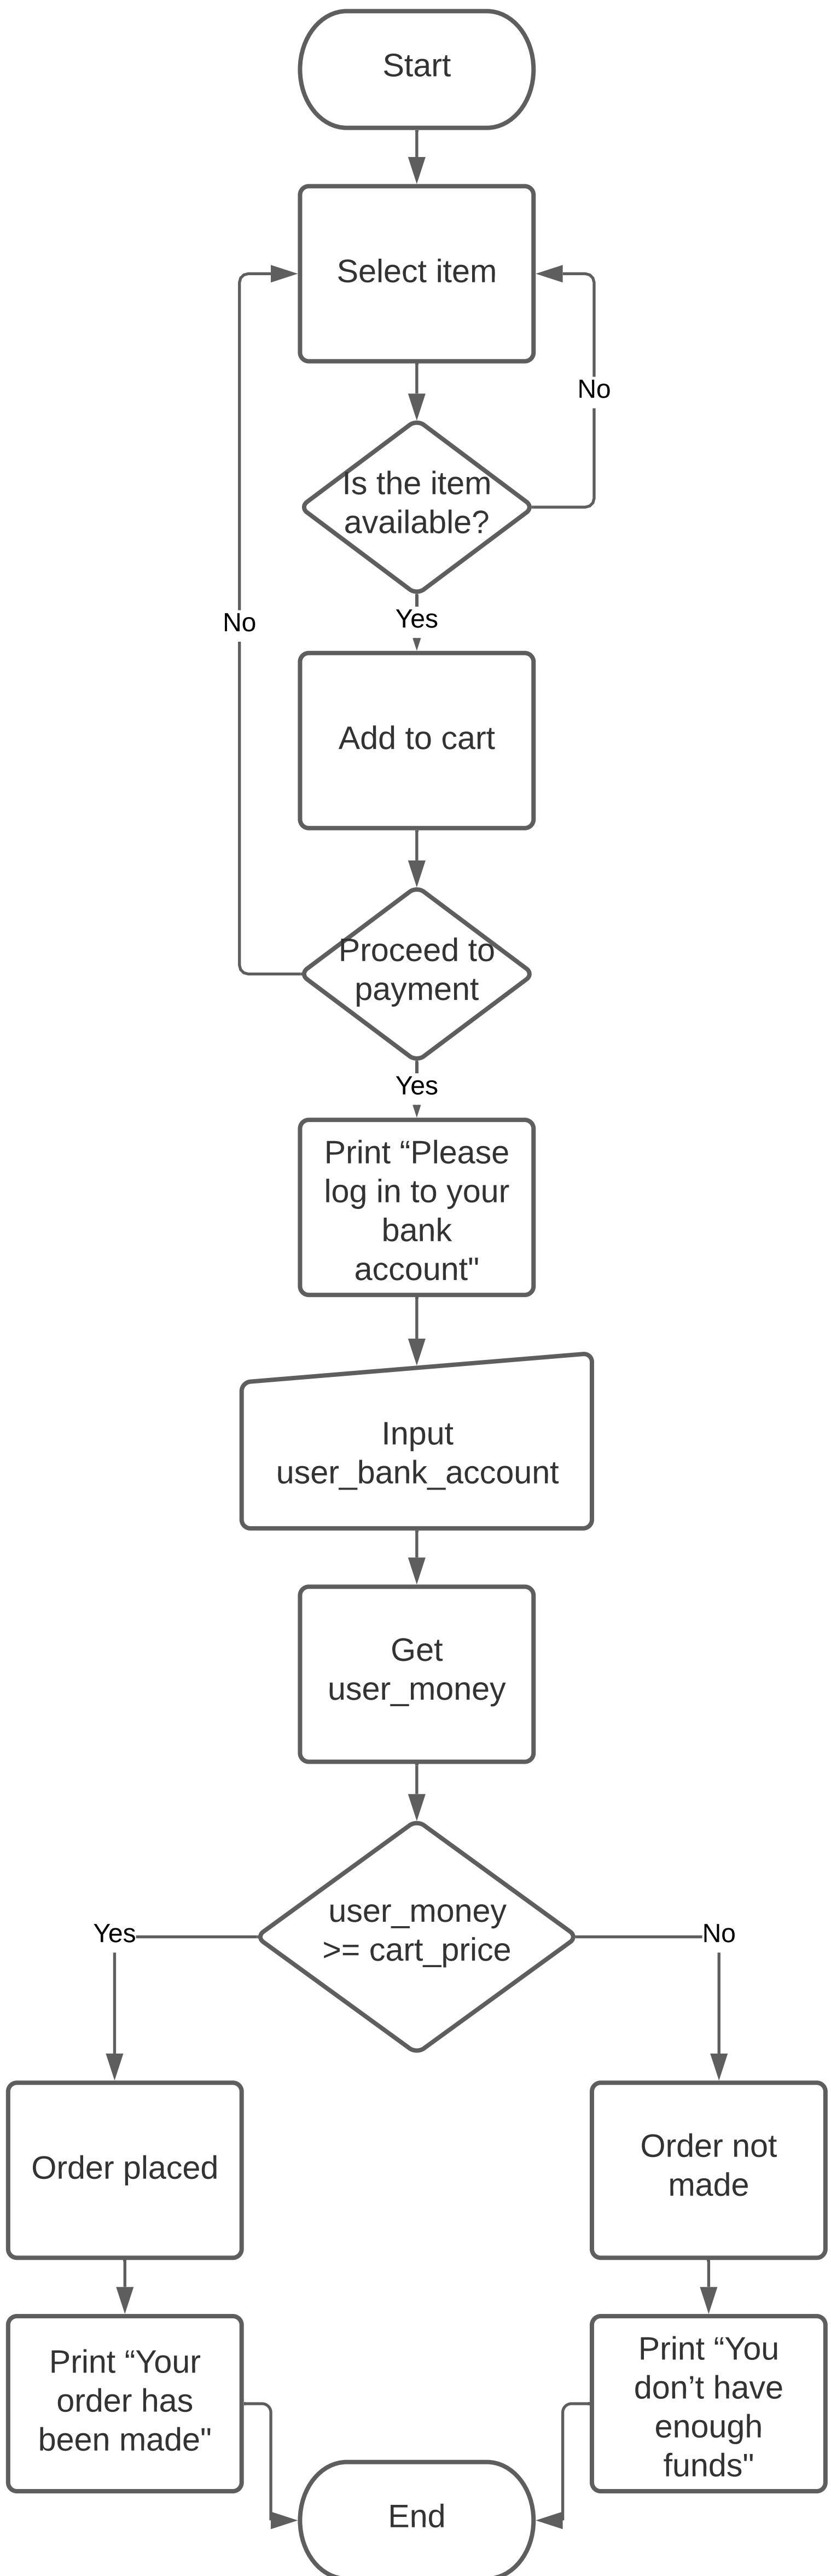 Start
Select item
No
Is the item
available?
No
Yes
Add to cart
Proceed to
payment
Yes
Print “Please
log in to your
bank
account"
Input
user_bank_account
Get
user_money
user_money
>= cart_price
Yes
No
Order placed
Order not
made
Print “Your
order has
been made"
Print “You
don’t have
enough
funds"
End